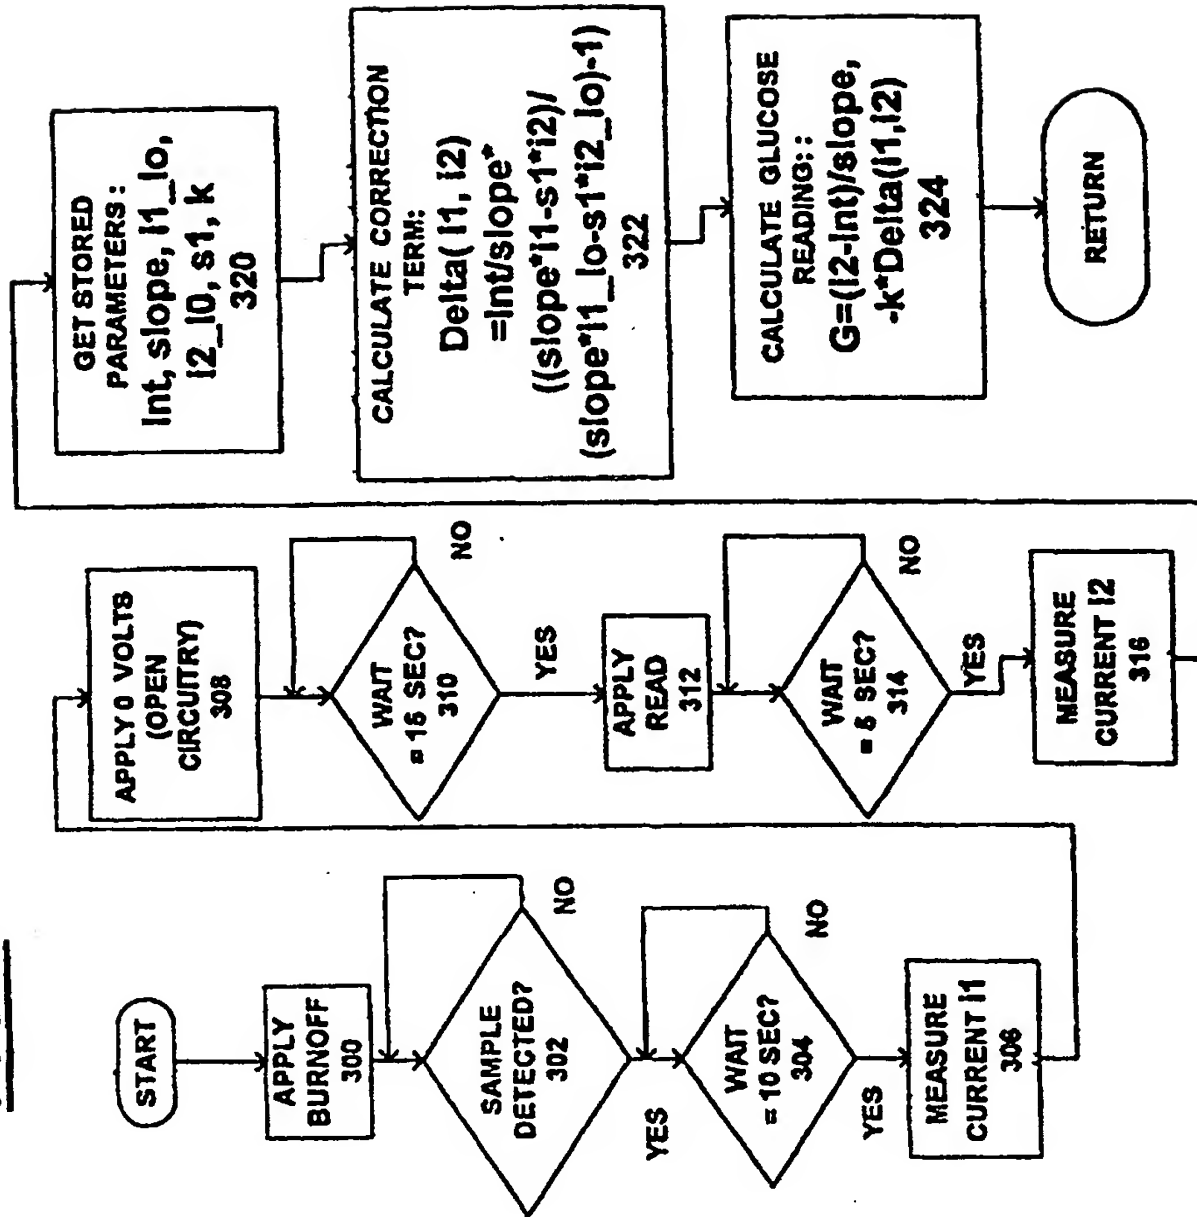 START
APPLY
BURNOFF
300
SAMPLE
DETECTED?
302
NO
YES
WAIT
= 10 SEC?
304
NO
YES
MEASURE
CURRENT i1
306
APPLY 0 VOLTS
(OPEN
CIRCUITRY)
308
WAIT
= 15 SEC?
310
NO
YES
APPLY
READ
312
WAIT
= 5 SEC?
314
NO
YES
MEASURE
CURRENT i2
316
GET STORED
PARAMETERS:
Int, slope, i1_lo,
i2_l0, s1, k
320
CALCULATE CORRECTION
TERM:
Delta( i1, i2)
=Int/slope*
((slope*i1-s1*i2)/
(slope*i1_lo-s1*i2_lo)-1)
322
CALCULATE GLUCOSE
READING::
G=(i2-Int)/slope,
-k*Delta(i1,i2)
324
RETURN